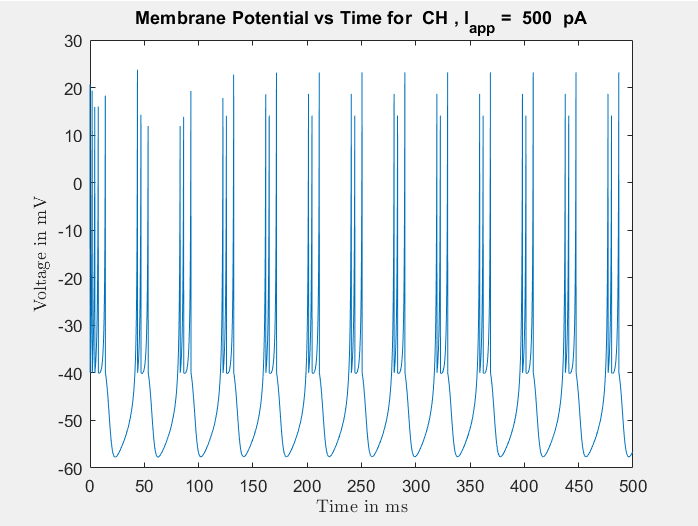 Membrane Potential vs Time for CH , I_app = 500 pA
30
20
10
0
-10
-20
-30
-40
-50
-60
Voltage in mV
0 50 100 150 200 250 300 350 400 450 500
Time in ms